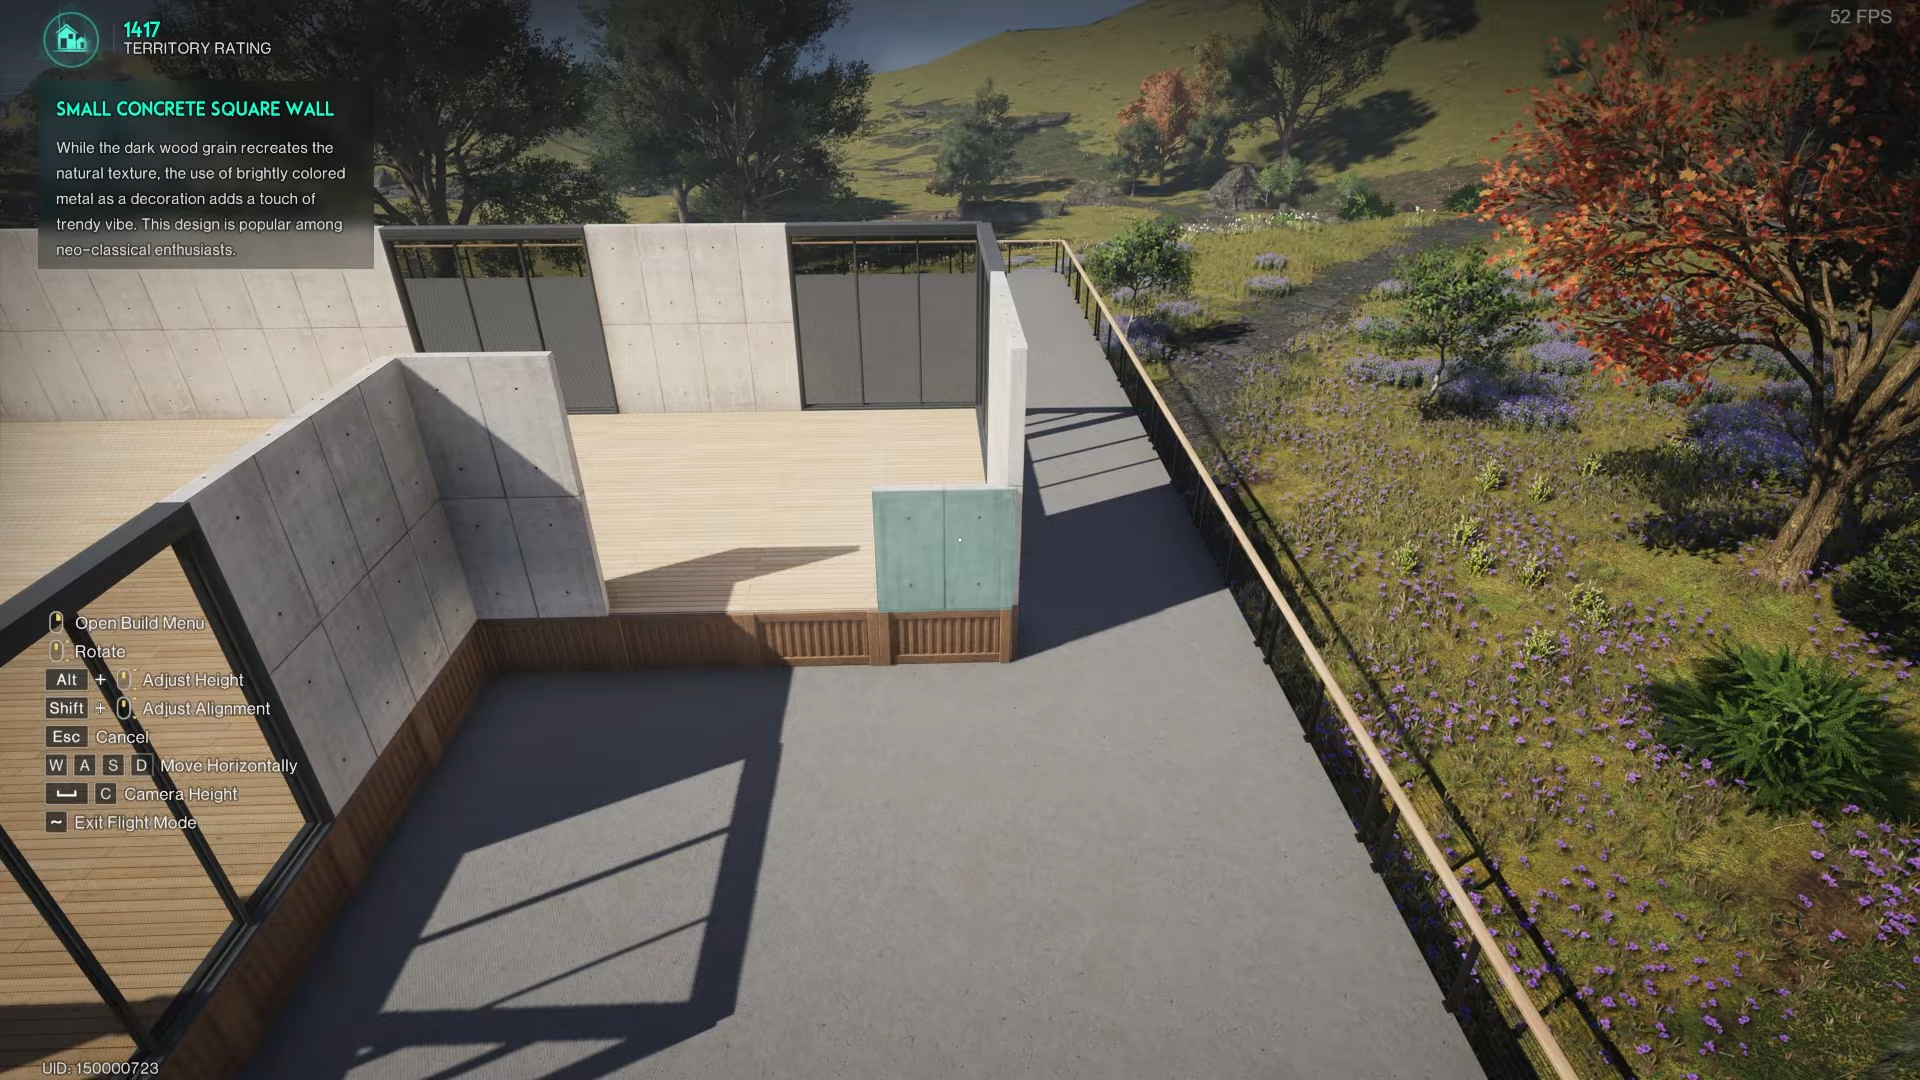 1417
TERRITORY RATING
52 FPS
SMALL CONCRETE SQUARE WALL
While the dark wood grain recreates the
natural texture, the use of brightly colored
metal as a decoration adds a touch of
trendy vibe. This design is popular among
neo-classical enthusiasts.
Open Build Menu
Rotate
Alt + Adjust Height
Shift + Adjust Alignment
Esc Cancel
W A S D Move Horizontally
C Camera Height
~ Exit Flight Mode
UID: 150000723